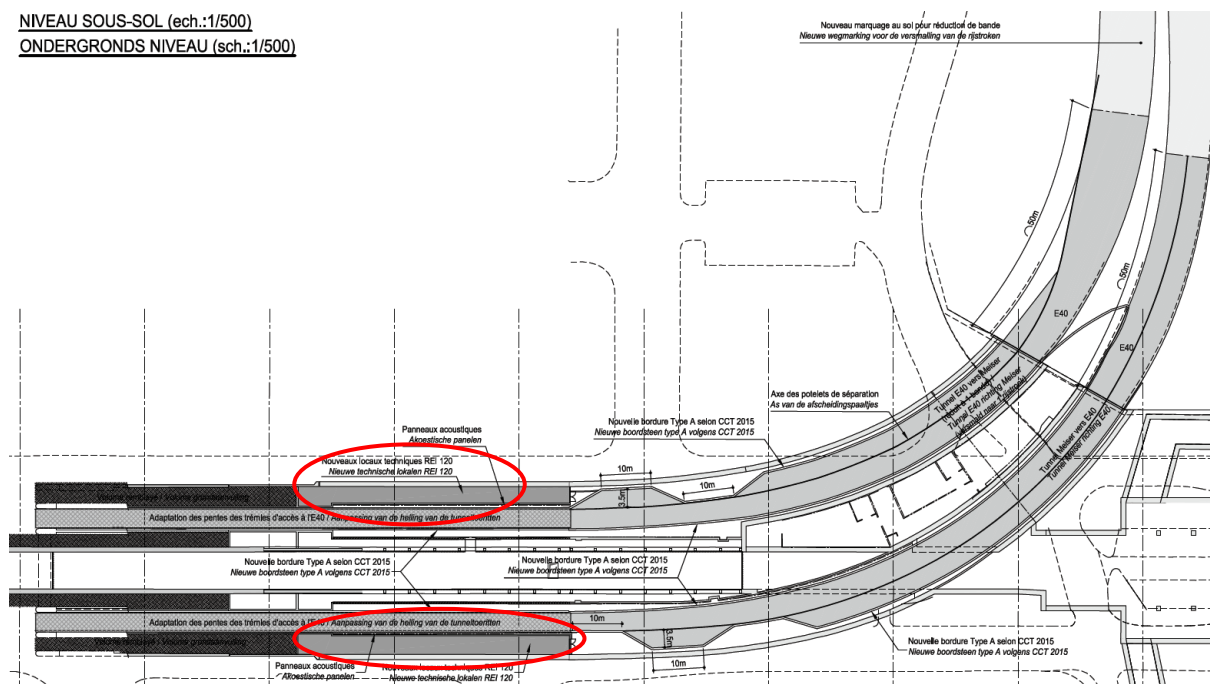 NIVEAU SOUS-SOL (ech.:1/500)
ONDERGRONDS NIVEAU (sch.:1/500)
Nouveau marquage au sol pour réduction de bande
Nieuwe wegmarking voor de versmalling van de rijstroken
50m
50m
E40
E40
Axe des potelets de séparation
As van de afscheidingspaaltjes
Tunnel E40 vers Meiser
Tunnel E40 richting Meiser
Tunnel Meiser vers E40
Tunnel Meiser richting E40
Nouvelle bordure Type A selon CCT 2015
Nieuwe boordsteen type A volgens CCT 2015
Panneaux acoustiques
Akoestische panelen
Nouveaux locaux techniques REI 120
Nieuwe technische lokalen REI 120
10m
10m
3.5m
Adaptation des pentes des trémies d'accès à l'E40 / Aanpassing van de helling van de tunneltoeritten
Nouvelle bordure Type A selon CCT 2015
Nieuwe boordsteen type A volgens CCT 2015
Nouvelle bordure Type A selon CCT 2015
Nieuwe boordsteen type A volgens CCT 2015
Adaptation des pentes des trémies d'accès à l'E40 / Aanpassing van de helling van de tunneltoeritten
10m
3.5m
10m
Nouvelle bordure Type A selon CCT 2015
Nieuwe boordsteen type A volgens CCT 2015
Panneaux acoustiques
Akoestische panelen
Nouveaux locaux techniques REI 120
Nieuwe technische lokalen REI 120